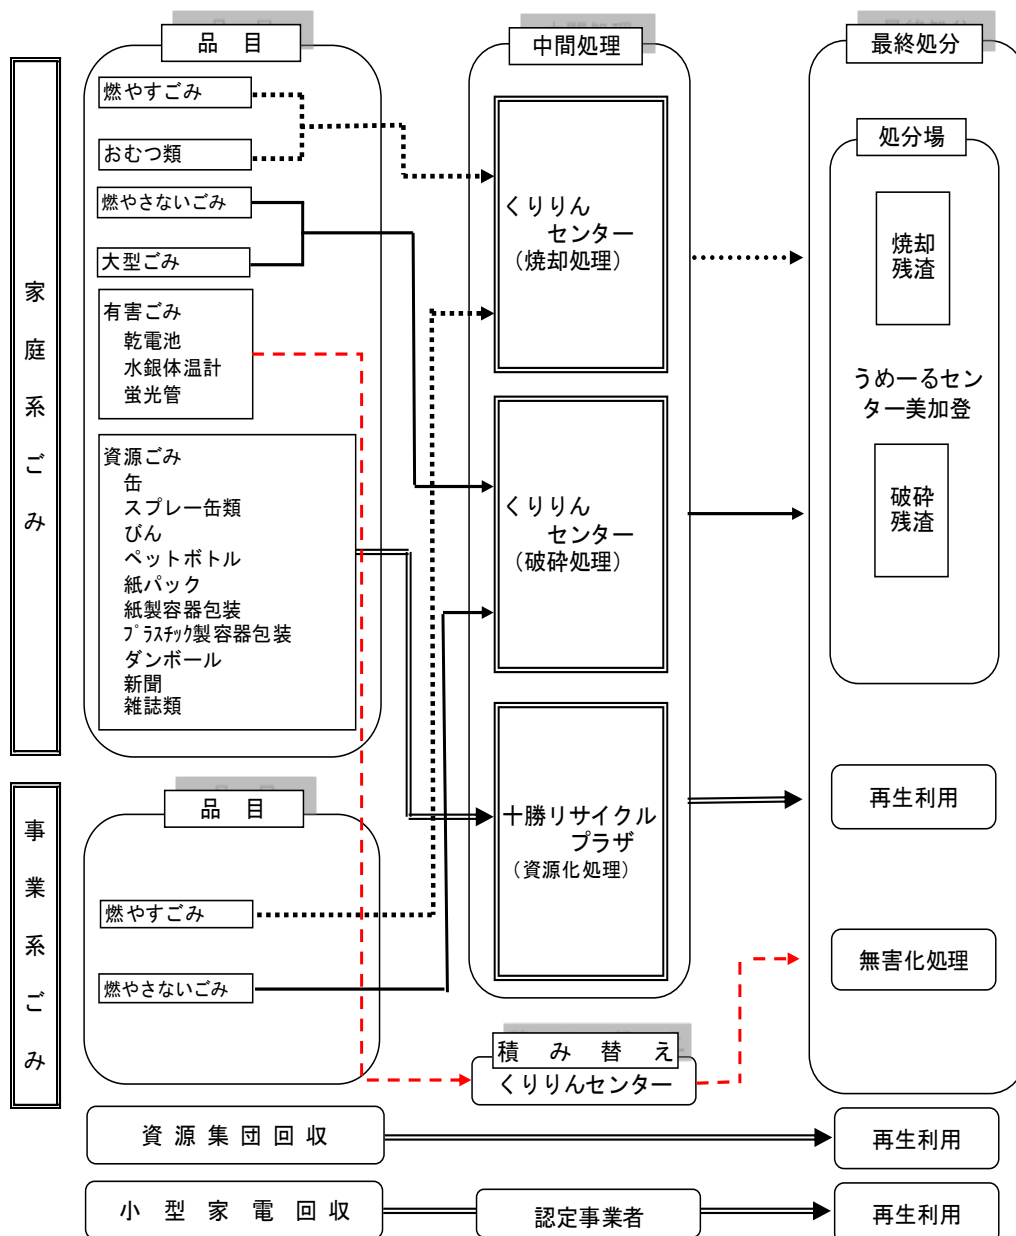 品　目
中間処理
最終処分
家庭系ごみ
燃やすごみ
おむつ類
燃やさないごみ
大型ごみ
有害ごみ
乾電池
水銀体温計
蛍光管
資源ごみ
缶
スプレー缶類
びん
ペットボトル
紙パック
紙製容器包装
ﾌﾟﾗｽﾁｯｸ製容器包装
ダンボール
新聞
雑誌類
くりりん
センター
（焼却処理）
くりりん
センター
（破砕処理）
十勝リサイクル
プラザ
（資源化処理）
処分場
焼却
残渣
うめーるセン
ター美加登
破砕
残渣
再生利用
無害化処理
事業系ごみ
品　目
燃やすごみ
燃やさないごみ
積　み　替　え
くりりんセンター
資源集団回収
再生利用
小型家電回収
認定事業者
再生利用